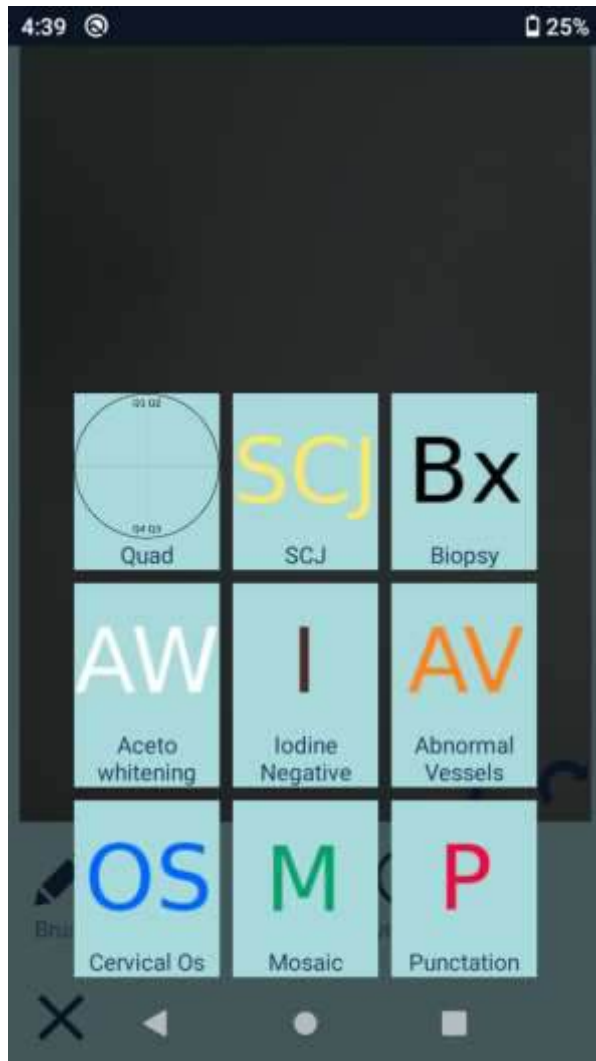 4:39 25%
Q1 Q2
Q4 Q3
Quad
SCJ
SCJ
Bx
Biopsy
AW
Aceto
whitening
I
Iodine
Negative
AV
Abnormal
Vessels
OS
Cervical Os
M
Mosaic
P
Punctation